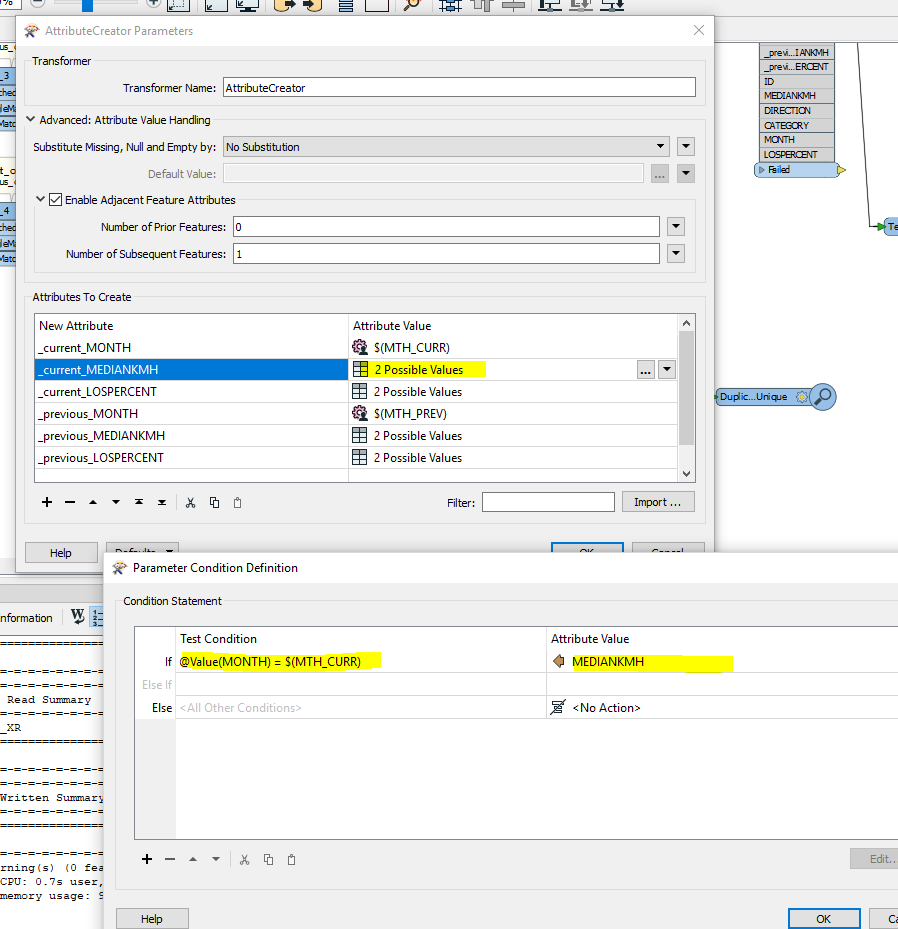 AttributeCreator Parameters
Transformer
Transformer Name: AttributeCreator
Advanced: Attribute Value Handling
Substitute Missing, Null and Empty by: No Substitution
Default Value:
...
Enable Adjacent Feature Attributes
Number of Prior Features: 0
Number of Subsequent Features: 1
Attributes To Create
New Attribute Attribute Value
_current_MONTH $(MTH_CURR)
_current_MEDIANKMH 2 Possible Values ...
_current_LOSPERCENT 2 Possible Values
_previous_MONTH $(MTH_PREV)
_previous_MEDIANKMH 2 Possible Values
_previous_LOSPERCENT 2 Possible Values
Filter: Import ...
Help Defaults OK Cancel
_previ...IANKMH
_previ...ERCENT
ID
MEDIANKMH
DIRECTION
CATEGORY
MONTH
LOSPERCENT
Failed
Te
Duplic...Unique
_3
_4
Parameter Condition Definition
Condition Statement
Test Condition Attribute Value
If @Value(MONTH) = $(MTH_CURR) MEDIANKMH
Else If
Else <All Other Conditions> <No Action>
Edit..
Help OK Ca
nformation
=-=-=-=-=-=-
Read Summary
=-=-=-=-=-=-
_XR
============
=-=-=-=-=-=-
Written Summary
=-=-=-=-=-=-
============
rning(s) (0 fea
CPU: 0.7s user,
memory usage: 9